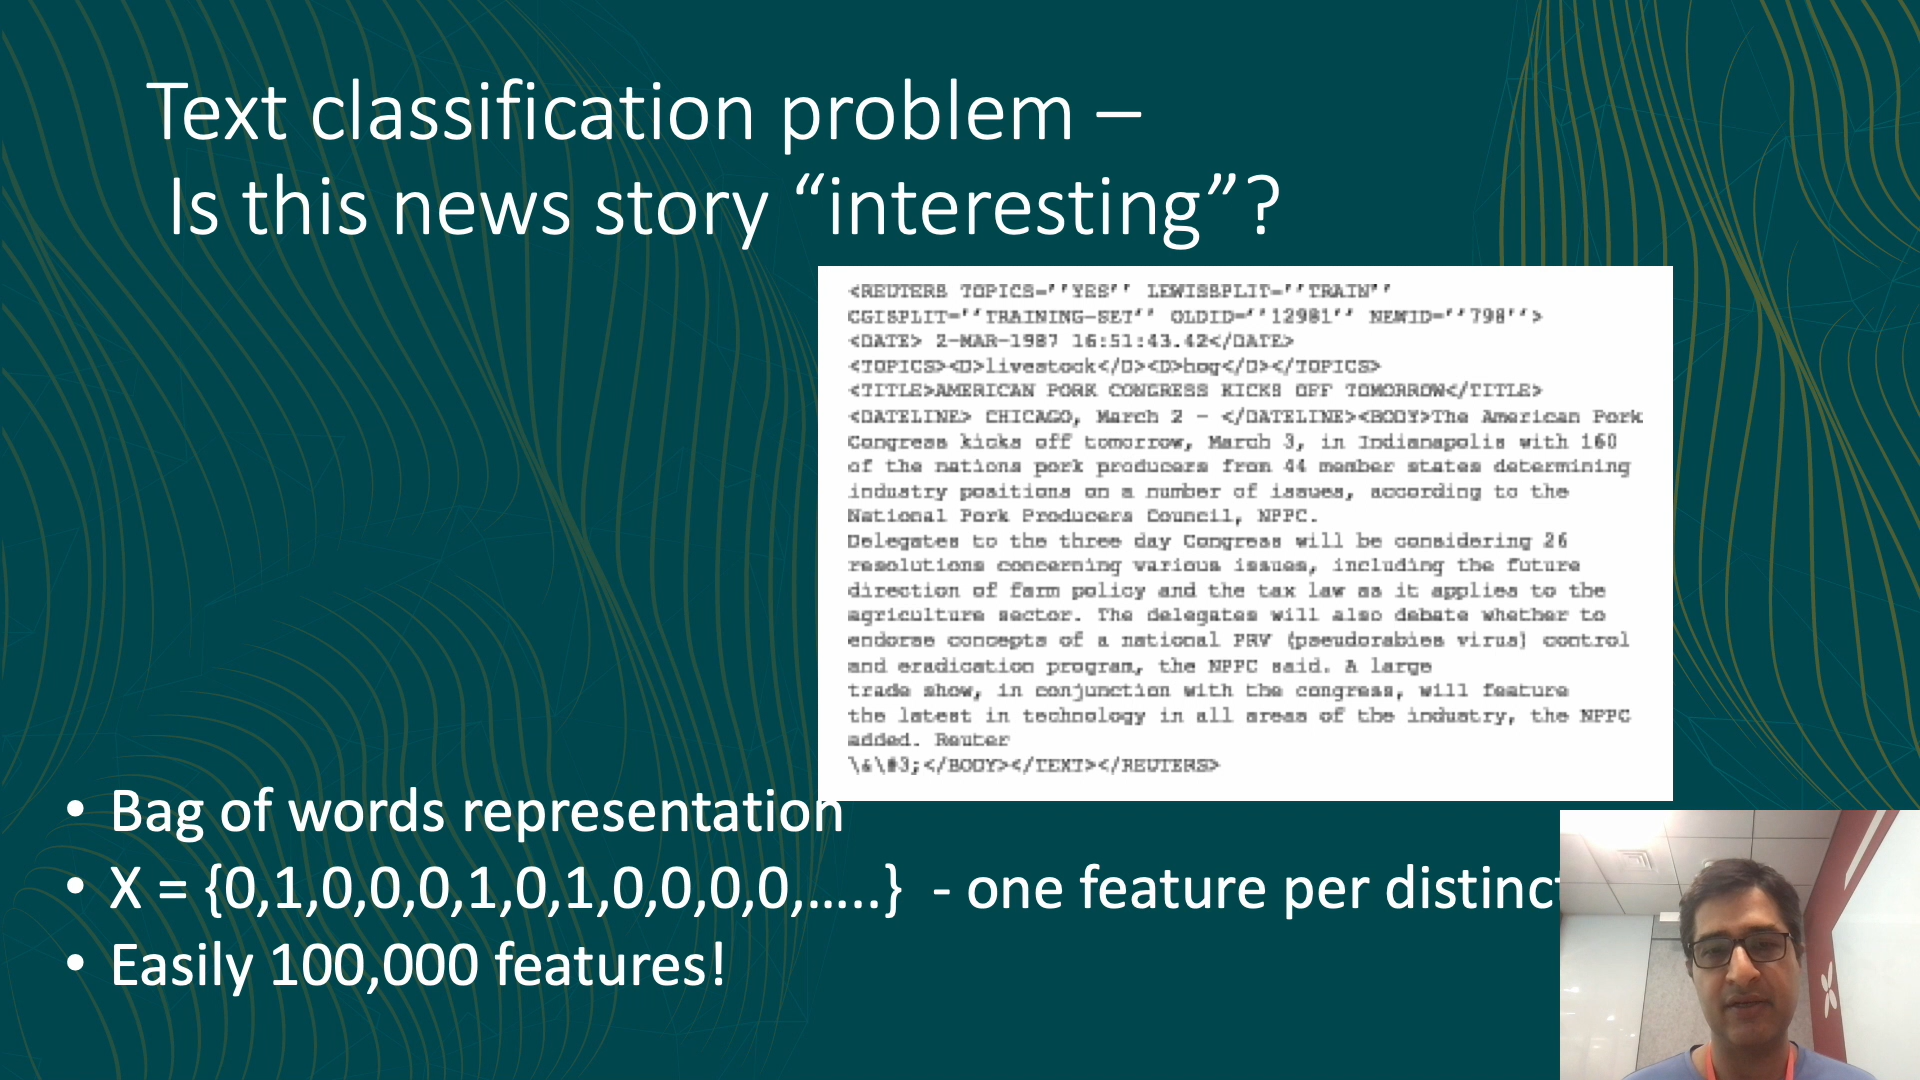 Text classification problem –
Is this news story “interesting”?
<REUTERS TOPICS=''YES'' LEWISSPLIT=''TRAIN''
CGISPLIT=''TRAINING-SET'' OLDID=''12981'' NEWID=''798''>
<DATE> 2-MAR-1987 16:51:43.42</DATE>
<TOPICS><D>livestock</D><D>hog</D></TOPICS>
<TITLE>AMERICAN PORK CONGRESS KICKS OFF TOMORROW</TITLE>
<DATELINE> CHICAGO, March 2 - </DATELINE><BODY>The American Pork
Congress kicks off tomorrow, March 3, in Indianapolis with 160
of the nations pork producers from 44 member states determining
industry positions on a number of issues, according to the
National Pork Producers Council, NPPC.
Delegates to the three day Congress will be considering 26
resolutions concerning various issues, including the future
direction of farm policy and the tax law as it applies to the
agriculture sector. The delegates will also debate whether to
endorse concepts of a national PRV (pseudorabies virus) control
and eradication program, the NPPC said. A large
trade show, in conjunction with the congress, will feature
the latest in technology in all areas of the industry, the NPPC
added. Reuter
\&\#3;</BODY></TEXT></REUTERS>
• Bag of words representation
• X = {0,1,0,0,0,1,0,1,0,0,0,0,…..} - one feature per distinct
• Easily 100,000 features!